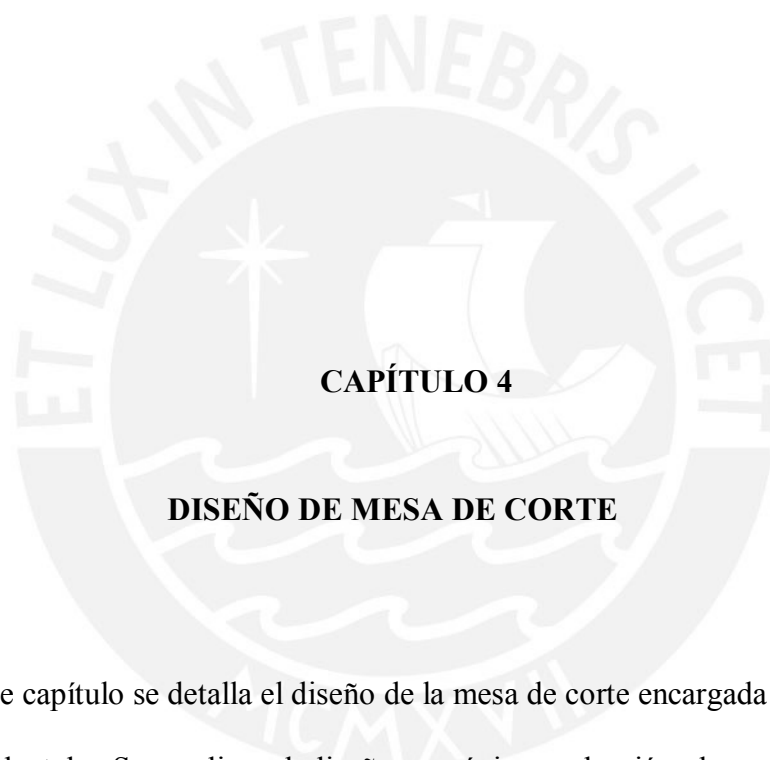 ET LUX IN TENEBRIS LUCET
CAPÍTULO 4
DISEÑO DE MESA DE CORTE
e capítulo se detalla el diseño de la mesa de corte encargada
MCMXVII